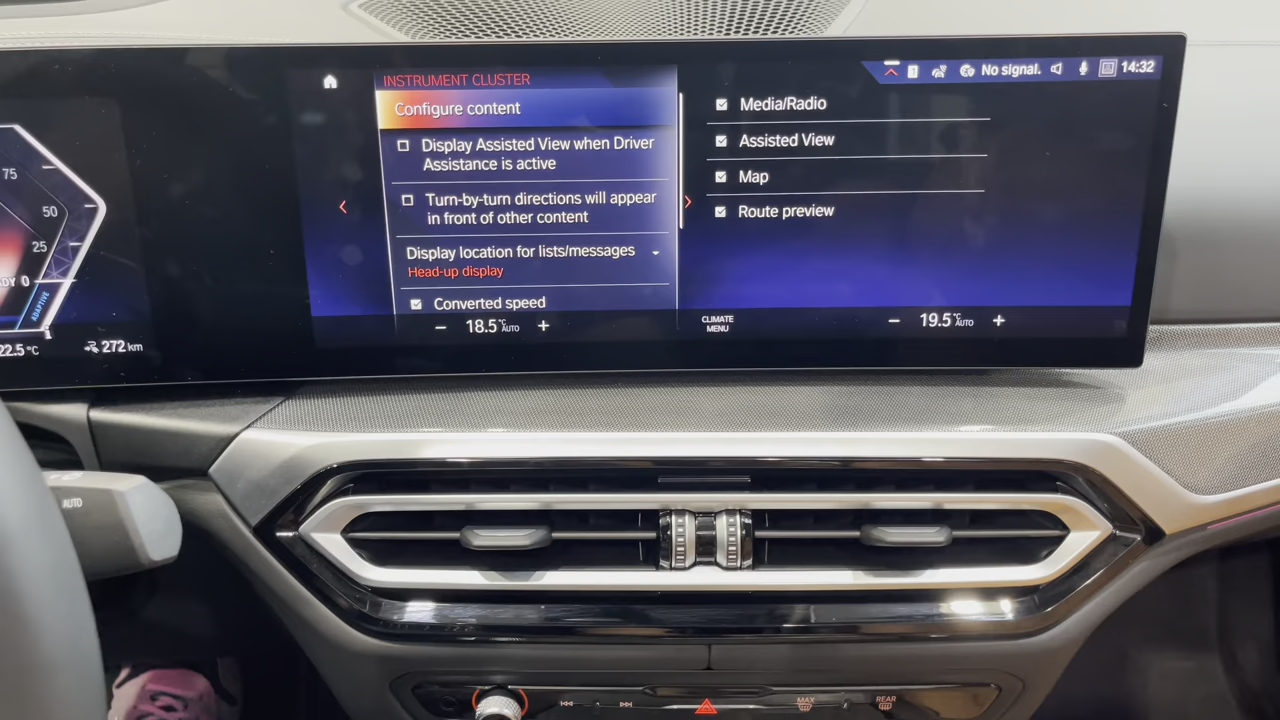 INSTRUMENT CLUSTER
No signal.
14:32
Configure content
Display Assisted View when Driver
Assistance is active
Turn-by-turn directions will appear
in front of other content
Display location for lists/messages
Head-up display
Converted speed
Media/Radio
Assisted View
Map
Route preview
75
50
25
0
ADAPTIVE
22.5 °C
272 km
− 18.5 °C AUTO +
CLIMATE
MENU
− 19.5 °C AUTO +
AUTO
MAX
REAR